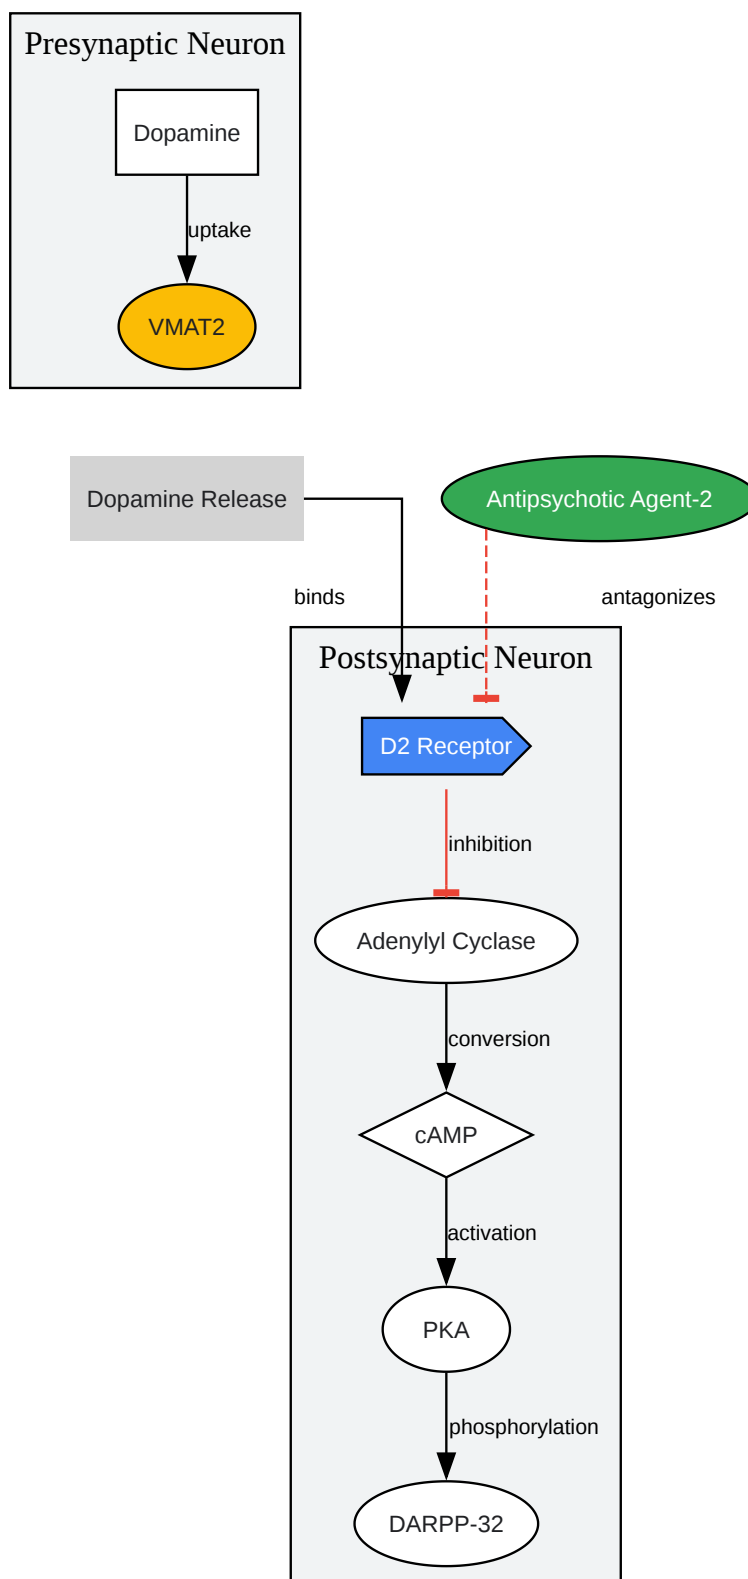 Presynaptic Neuron
Dopamine
uptake
VMAT2
Dopamine Release
Antipsychotic Agent-2
binds
antagonizes
Postsynaptic Neuron
D2 Receptor
inhibition
Adenylyl Cyclase
conversion
cAMP
activation
PKA
phosphorylation
DARPP-32